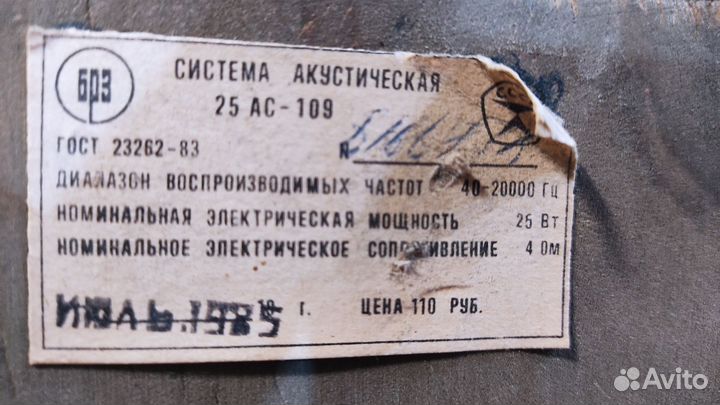 БРЗ
СИСТЕМА АКУСТИЧЕСКАЯ
25 АС-109
ГОСТ 23262-83
N
ДИАПАЗОН ВОСПРОИЗВОДИМЫХ ЧАСТОТ 40-20000 ГЦ
НОМИНАЛЬНАЯ ЭЛЕКТРИЧЕСКАЯ МОЩНОСТЬ 25 Вт
НОМИНАЛЬНОЕ ЭЛЕКТРИЧЕСКОЕ СОПРОТИВЛЕНИЕ 4 Ом
ИЮЛЬ.1985 г. ЦЕНА 110 РУБ.
Avito